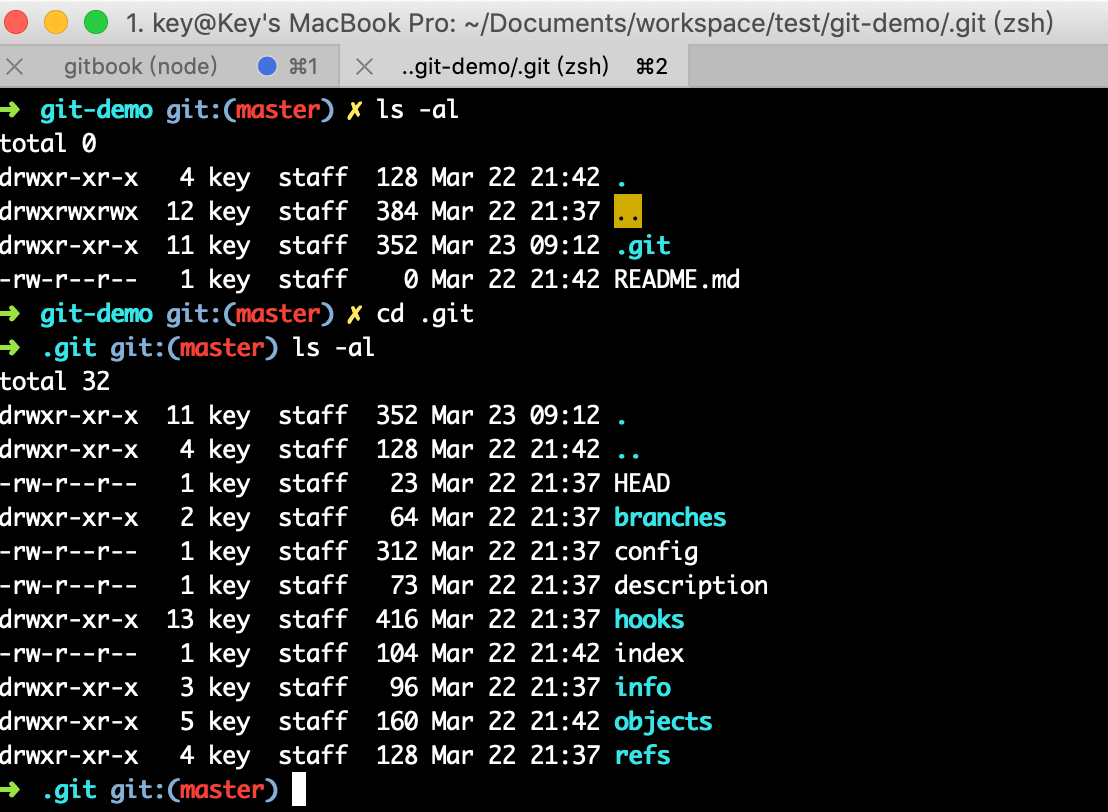 1. key@Key's MacBook Pro: ~/Documents/workspace/test/git-demo/.git (zsh)
gitbook (node) ⌘1 ..git-demo/.git (zsh) ⌘2
➜  git-demo git:(master) ✗ ls -al
total 0
drwxr-xr-x   4 key  staff  128 Mar 22 21:42 .
drwxrwxrwx  12 key  staff  384 Mar 22 21:37 ..
drwxr-xr-x  11 key  staff  352 Mar 23 09:12 .git
-rw-r--r--   1 key  staff    0 Mar 22 21:42 README.md
➜  git-demo git:(master) ✗ cd .git
➜  .git git:(master) ls -al
total 32
drwxr-xr-x  11 key  staff  352 Mar 23 09:12 .
drwxr-xr-x   4 key  staff  128 Mar 22 21:42 ..
-rw-r--r--   1 key  staff   23 Mar 22 21:37 HEAD
drwxr-xr-x   2 key  staff   64 Mar 22 21:37 branches
-rw-r--r--   1 key  staff  312 Mar 22 21:37 config
-rw-r--r--   1 key  staff   73 Mar 22 21:37 description
drwxr-xr-x  13 key  staff  416 Mar 22 21:37 hooks
-rw-r--r--   1 key  staff  104 Mar 22 21:42 index
drwxr-xr-x   3 key  staff   96 Mar 22 21:37 info
drwxr-xr-x   5 key  staff  160 Mar 22 21:42 objects
drwxr-xr-x   4 key  staff  128 Mar 22 21:37 refs
➜  .git git:(master)